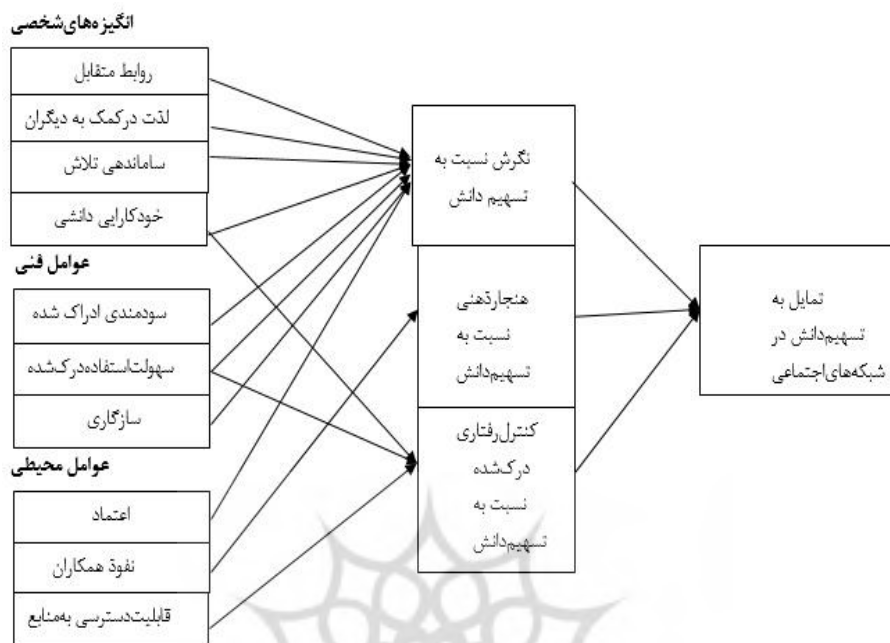 انگیزه‌های‌شخصی
روابط متقابل
لذت درکمک به دیگران
ساماندهی تلاش
خودکارایی دانشی
عوامل فنی
سودمندی ادراک شده
سهولت‌استفاده‌درک‌شده
سازگاری
عوامل محیطی
اعتماد
نفوذ همکاران
قابلیت‌دسترسی به‌منابع
نگرش نسبت به
تسهیم دانش
هنجارذهنی
نسبت به
تسهیم‌دانش
کنترل‌رفتاری
درک‌شده
نسبت به
تسهیم‌دانش
تمایل به
تسهیم‌دانش در
شبکه‌های‌اجتماعی